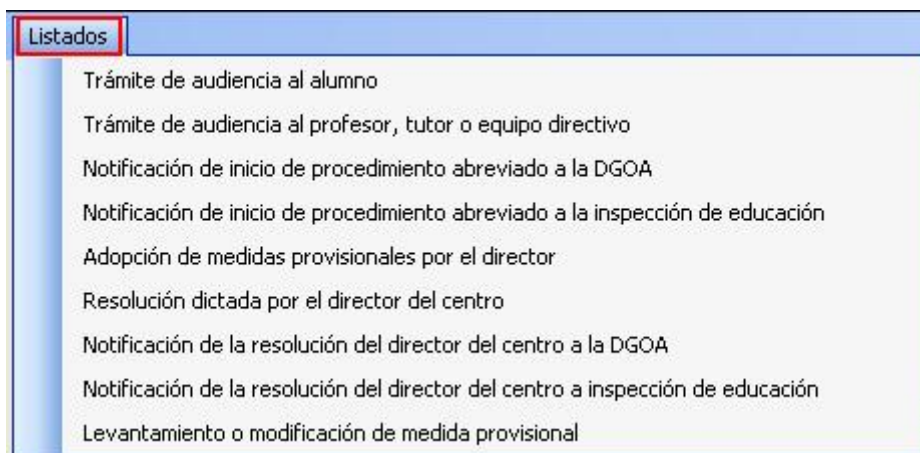 Listados
Trámite de audiencia al alumno
Trámite de audiencia al profesor, tutor o equipo directivo
Notificación de inicio de procedimiento abreviado a la DGOA
Notificación de inicio de procedimiento abreviado a la inspección de educación
Adopción de medidas provisionales por el director
Resolución dictada por el director del centro
Notificación de la resolución del director del centro a la DGOA
Notificación de la resolución del director del centro a inspección de educación
Levantamiento o modificación de medida provisional